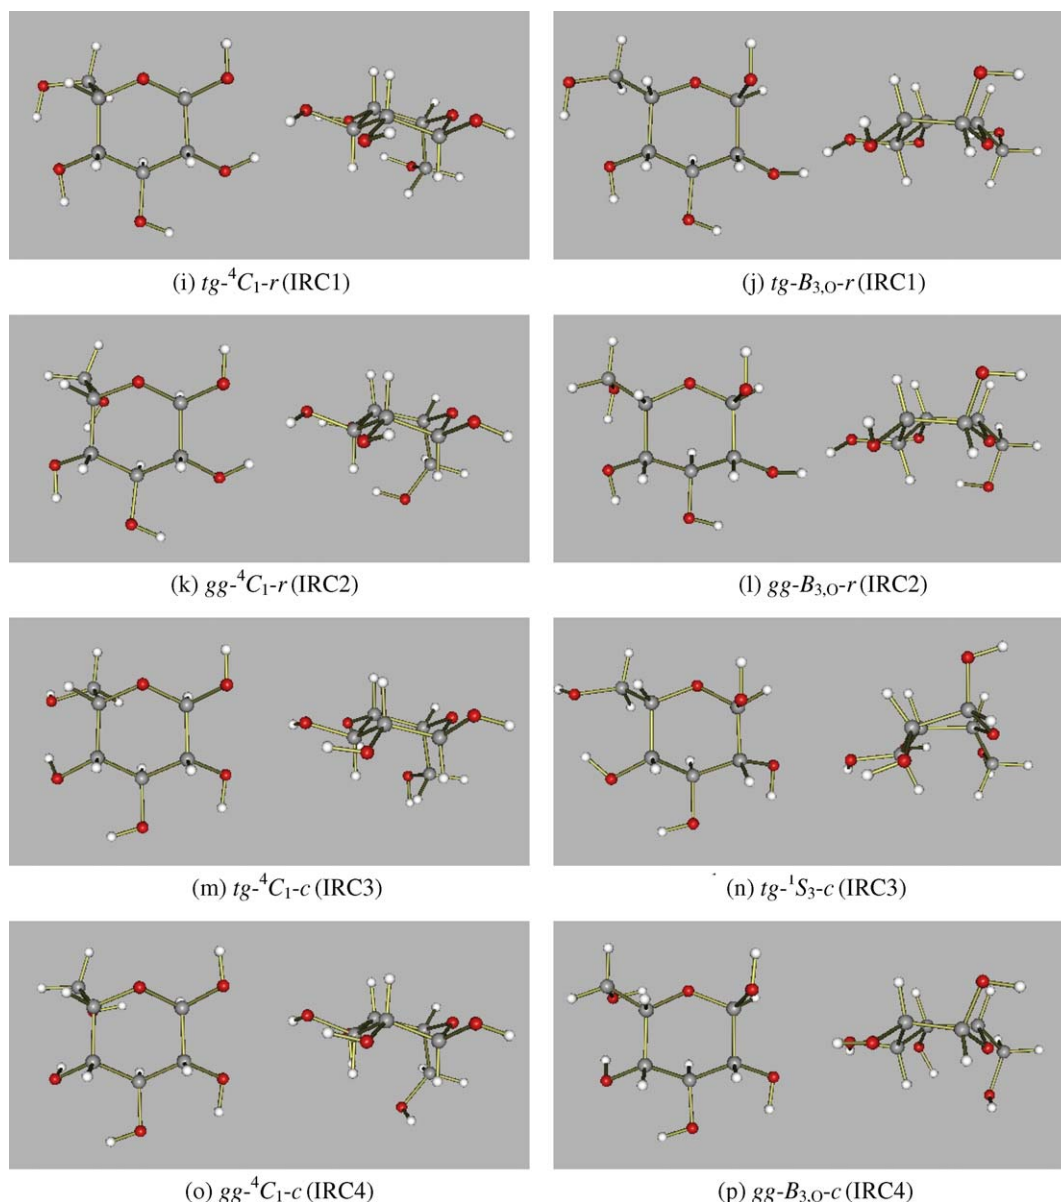 (i) tg-⁴C₁-r (IRC1)
(j) tg-B₃,O-r (IRC1)
(k) gg-⁴C₁-r (IRC2)
(l) gg-B₃,O-r (IRC2)
(m) tg-⁴C₁-c (IRC3)
(n) tg-¹S₃-c (IRC3)
(o) gg-⁴C₁-c (IRC4)
(p) gg-B₃,O-c (IRC4)